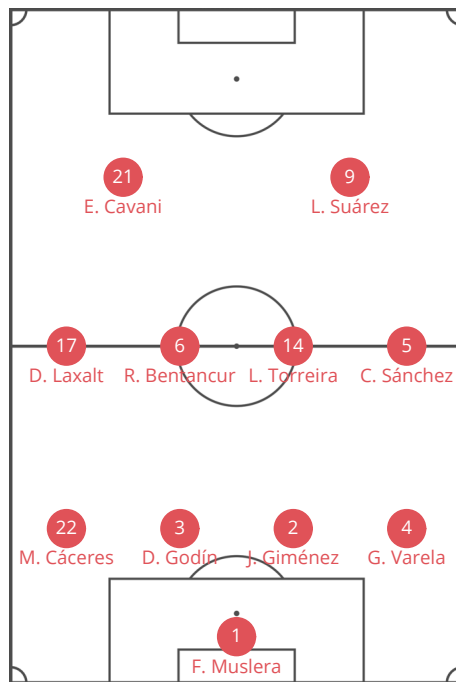 21 9
E. Cavani L. Suárez
17 6 14 5
D. Laxalt R. Bentancur L. Torreira C. Sánchez
22 3 2 4
M. Cáceres D. Godín J. Giménez G. Varela
1
F. Muslera